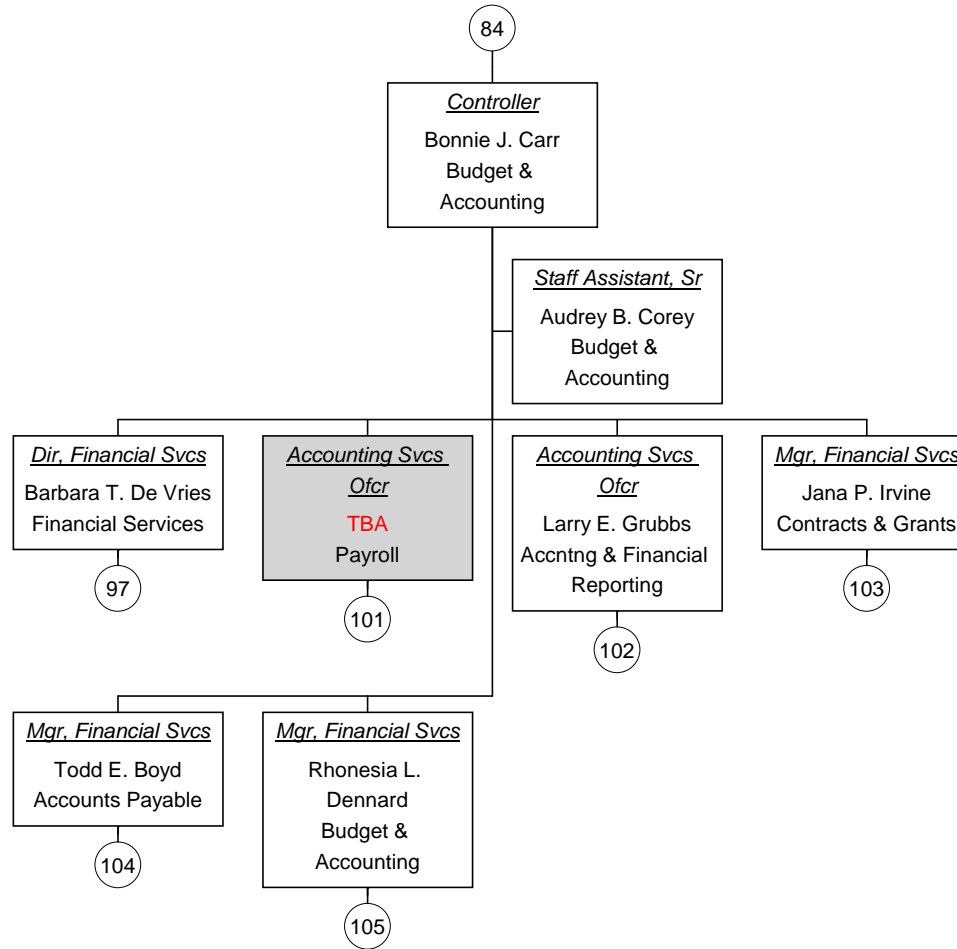 84
Controller
Bonnie J. Carr
Budget &
Accounting
Staff Assistant, Sr
Audrey B. Corey
Budget &
Accounting
Dir, Financial Svcs
Barbara T. De Vries
Financial Services
97
Accounting Svcs
Ofcr
TBA
Payroll
101
Accounting Svcs
Ofcr
Larry E. Grubbs
Accntng & Financial
Reporting
102
Mgr, Financial Svcs
Jana P. Irvine
Contracts & Grants
103
Mgr, Financial Svcs
Todd E. Boyd
Accounts Payable
104
Mgr, Financial Svcs
Rhonesia L.
Dennard
Budget &
Accounting
105